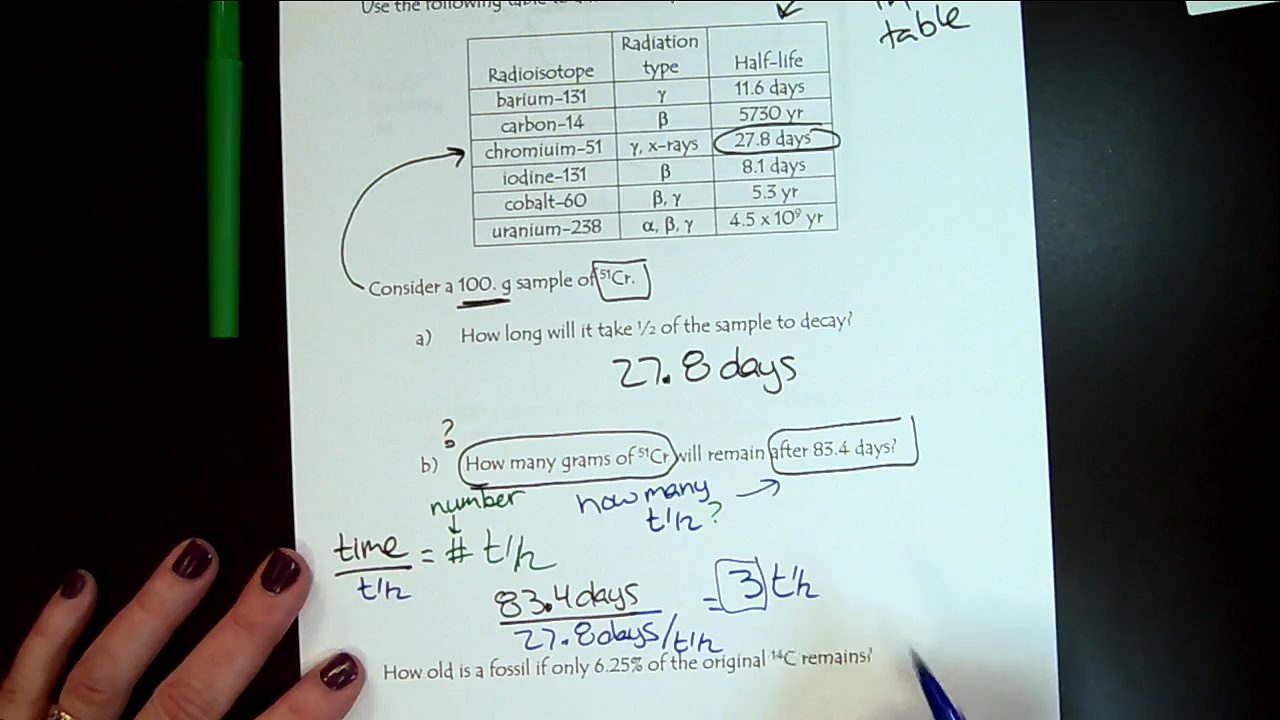 Use the following table
table
Radioisotope Radiation type Half-life
barium-131 γ 11.6 days
carbon-14 β 5730 yr
chromiuim-51 γ, x-rays 27.8 days
iodine-131 β 8.1 days
cobalt-60 β, γ 5.3 yr
uranium-238 α, β, γ 4.5 x 10⁹ yr
Consider a 100. g sample of ⁵¹Cr.
a) How long will it take ½ of the sample to decay?
27.8 days
?
b) How many grams of ⁵¹Cr will remain after 83.4 days?
number how many
t1/2?
time / t1/2 = # t1/2
83.4 days / 27.8 days/t1/2 = 3 t1/2
How old is a fossil if only 6.25% of the original ¹⁴C remains?